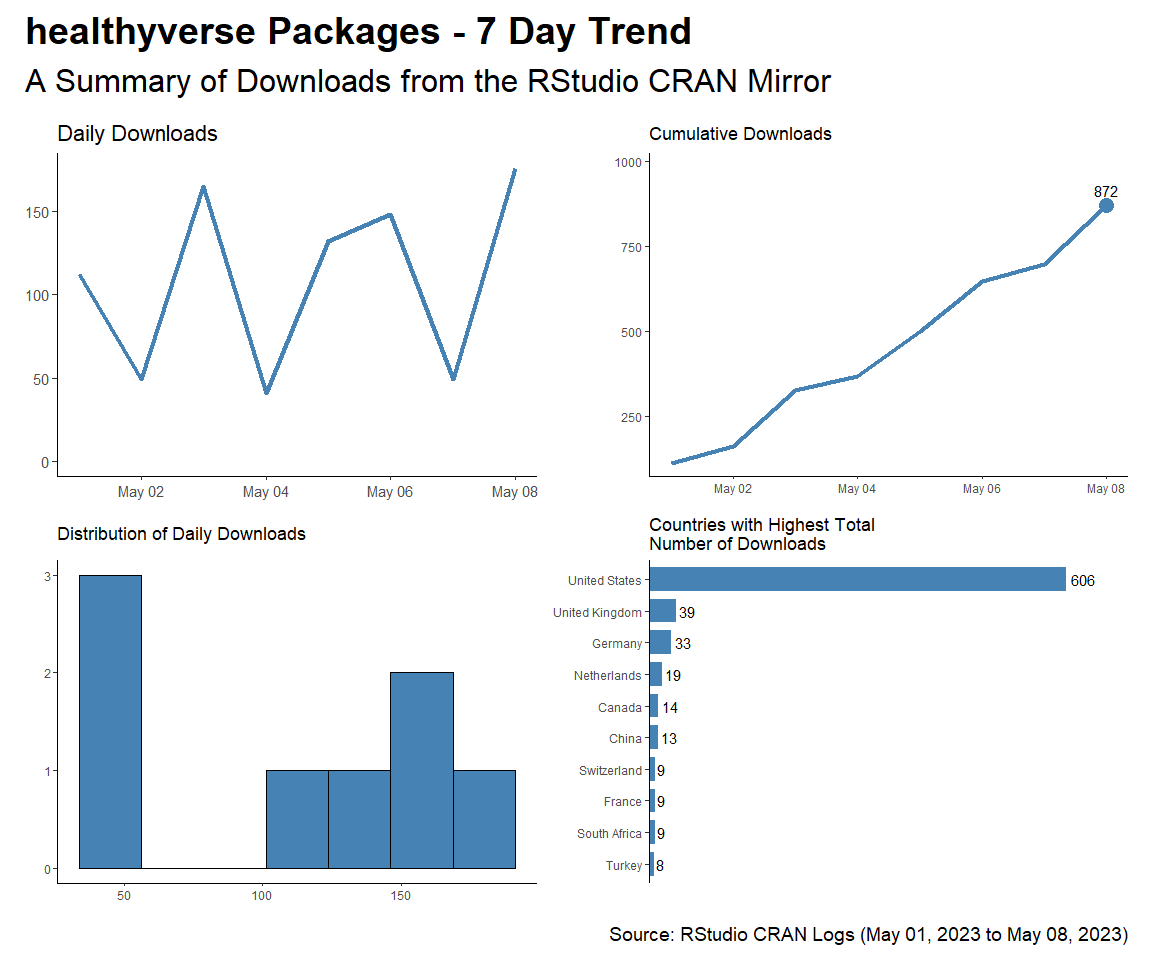 healthyverse Packages - 7 Day Trend
A Summary of Downloads from the RStudio CRAN Mirror
Daily Downloads
150
100
50
0
May 02 May 04 May 06 May 08
Cumulative Downloads
1000
750
500
250
872
May 02 May 04 May 06 May 08
Distribution of Daily Downloads
3
2
1
0
50 100 150
Countries with Highest Total
Number of Downloads
United States 606
United Kingdom 39
Germany 33
Netherlands 19
Canada 14
China 13
Switzerland 9
France 9
South Africa 9
Turkey 8
Source: RStudio CRAN Logs (May 01, 2023 to May 08, 2023)